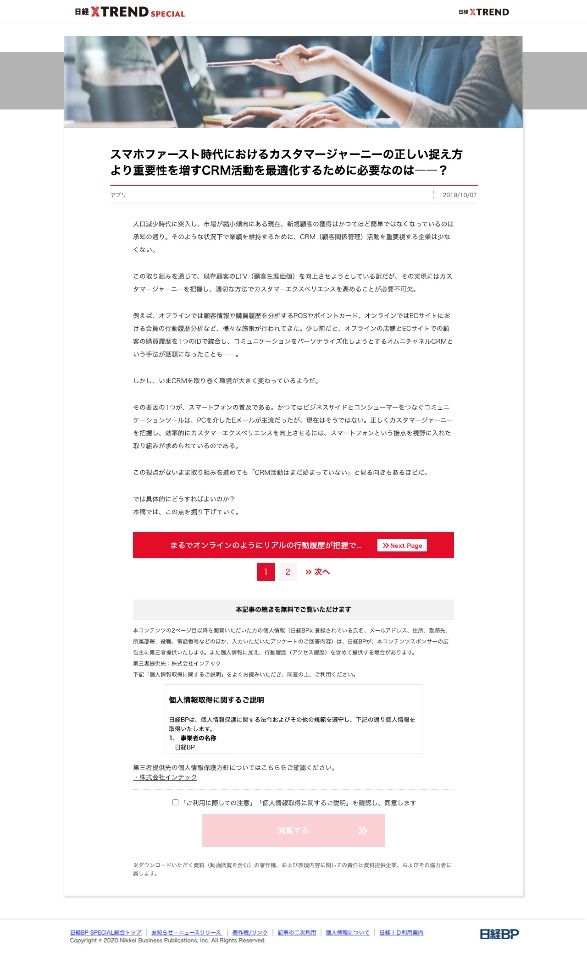 日経 XTREND SPECIAL
日経 XTREND
スマホファースト時代におけるカスタマージャーニーの正しい捉え方
より重要性を増すCRM活動を最適化するために必要なのは――？
ヤプリ
2019/10/07
人口減少時代に突入し、市場が縮小傾向にある現在、新規顧客の獲得はかつてほど簡単ではなくなっているのは
承知の通り。そのような状況下で業績を維持するために、CRM（顧客関係管理）活動を重要視する企業は少な
くない。
この取り組みを通じて、既存顧客のLTV（顧客生涯価値）を向上させようとしている訳だが、その実現にはカス
タマージャーニーを把握し、適切な方法でカスタマーエクスペリエンスを高めることが必要不可欠。
例えば、オフラインでは顧客情報や購買履歴を分析するPOSやポイントカード、オンラインではECサイトにお
ける会員の行動履歴分析など、様々な施策が行われてきた。少し前だと、オフラインの店舗とECサイトでの顧
客の購買履歴を1つのIDで統合し、コミュニケーションをパーソナライズ化しようとするオムニチャネルCRMと
いう手法が話題になったことも――。
しかし、いまCRMを取り巻く環境が大きく変わっているようだ。
その要因の1つが、スマートフォンの普及である。かつてはビジネスサイドとコンシューマーをつなぐコミュニ
ケーションツールは、PCを介したEメールが主流だったが、現在はそうではない。正しくカスタマージャーニー
を把握し、効率的にカスタマーエクスペリエンスを向上させるには、スマートフォンという接点を視野に入れた
取り組みが求められているのである。
この視点がないまま取り組みを進めても「CRM活動はまだ始まっていない」と見る向きもあるほどだ。
では具体的にどうすればよいのか？
本稿では、この点を掘り下げていく。
まるでオンラインのようにリアルの行動履歴が把握で...
Next Page
1 2 次へ
本記事の続きを無料でご覧いただけます
本コンテンツの2ページ目以降を閲覧いただいた方の個人情報（日経BPに登録されている氏名、メールアドレス、住所、勤務先、
所属部署、役職、電話番号などのほか、入力いただいたアンケートのご回答内容）は、日経BPが、本コンテンツスポンサーの広
告主に第三者提供いたします。また個人情報に加え、行動履歴（アクセス履歴）を含めて提供する場合があります。
第三者提供先：株式会社インテック
下記「個人情報取得に関するご説明」をよくお読みいただき、同意の上、ご利用ください。
個人情報取得に関するご説明
日経BPは、個人情報保護に関する法令およびその他の規範を遵守し、下記の通り個人情報を
取得いたします。
1. 事業者の名称
日経BP
第三者提供先の個人情報保護方針についてはこちらをご確認ください。
・株式会社インテック
「ご利用に際しての注意」「個人情報取得に関するご説明」を確認し、同意します
閲覧する
※ダウンロードいただく資料（動画閲覧を含む）の著作権、および表現内容に関しての責任は資料提供企業、およびその協力者に
属します。
日経BP SPECIAL総合トップ | お知らせ・ニュースリリース | 著作権/リンク | 記事の二次利用 | 個人情報について | 日経ＩＤ利用案内
Copyright © 2020 Nikkei Business Publications, Inc. All Rights Reserved.
日経BP